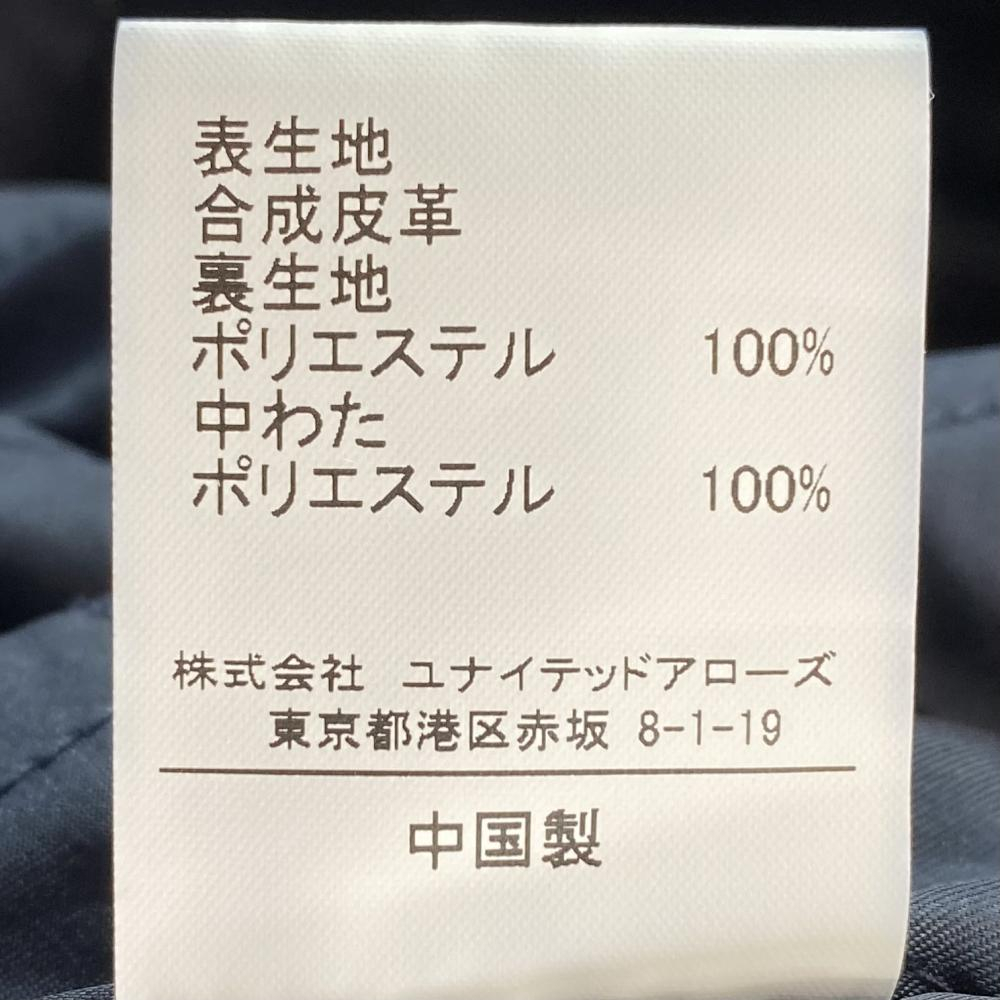 表生地
合成皮革
裏生地
ポリエステル 100%
中わた
ポリエステル 100%
株式会社 ユナイテッドアローズ
東京都港区赤坂 8-1-19
中国製